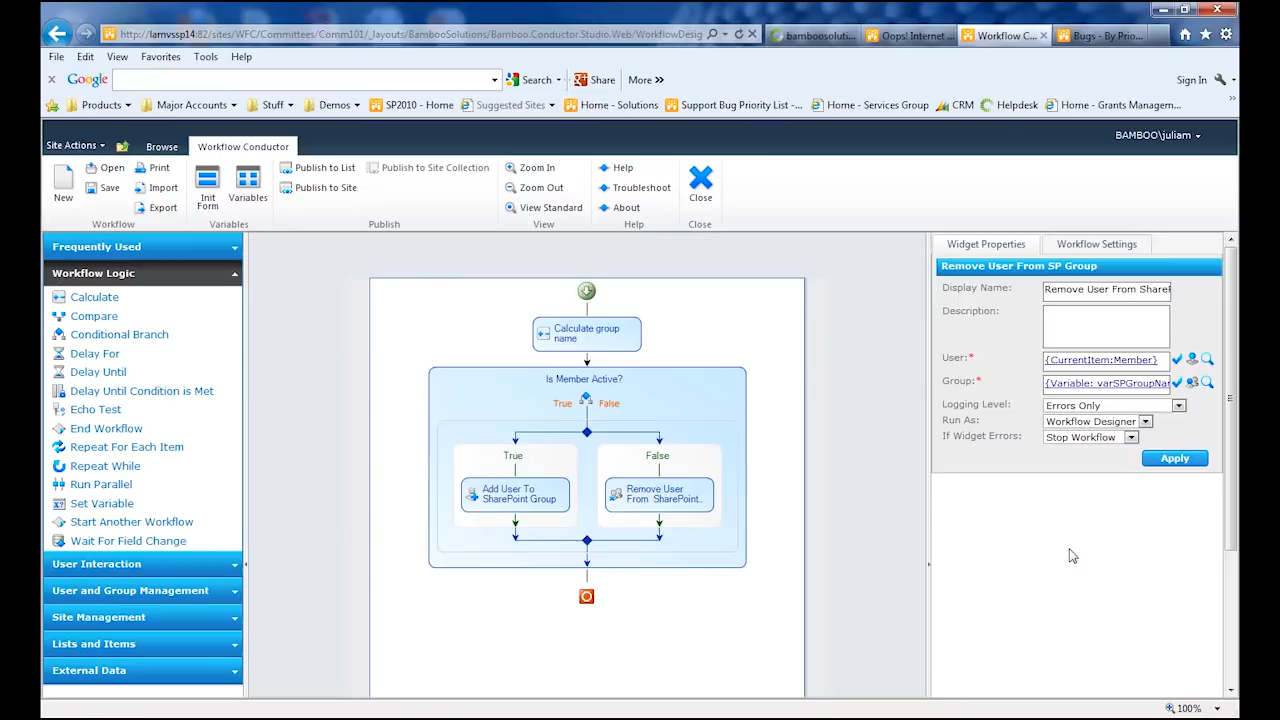 http://lamvssp14:82/sites/WFC/Committees/Comm101/_layouts/BambooSolutions/Bamboo.Conductor.Studio.Web/WorkflowDesig
bamboosoluti...
Oops! Internet ...
Workflow C...
Bugs - By Prio...
File Edit View Favorites Tools Help
Google Search Share More »
Sign In
Products Major Accounts Stuff Demos SP2010 - Home Suggested Sites Home - Solutions Support Bug Priority List -... Home - Services Group CRM Helpdesk Home - Grants Managem...
BAMBOO\juliam
Site Actions Browse Workflow Conductor
New
Open
Save
Print
Import
Export
Workflow
Init Form
Variables
Variables
Publish to List
Publish to Site
Publish to Site Collection
Publish
Zoom In
Zoom Out
View Standard
View
Help
Troubleshoot
About
Help
Close
Close
Frequently Used
Workflow Logic
Calculate
Compare
Conditional Branch
Delay For
Delay Until
Delay Until Condition is Met
Echo Test
End Workflow
Repeat For Each Item
Repeat While
Run Parallel
Set Variable
Start Another Workflow
Wait For Field Change
User Interaction
User and Group Management
Site Management
Lists and Items
External Data
Calculate group
name
Is Member Active?
True False
True
False
Add User To
SharePoint Group
Remove User
From SharePoint..
Widget Properties Workflow Settings
Remove User From SP Group
Display Name: Remove User From Share
Description:
User:* {CurrentItem:Member}
Group:* {Variable: varSPGroupNa
Logging Level: Errors Only
Run As: Workflow Designer
If Widget Errors: Stop Workflow
Apply
100%